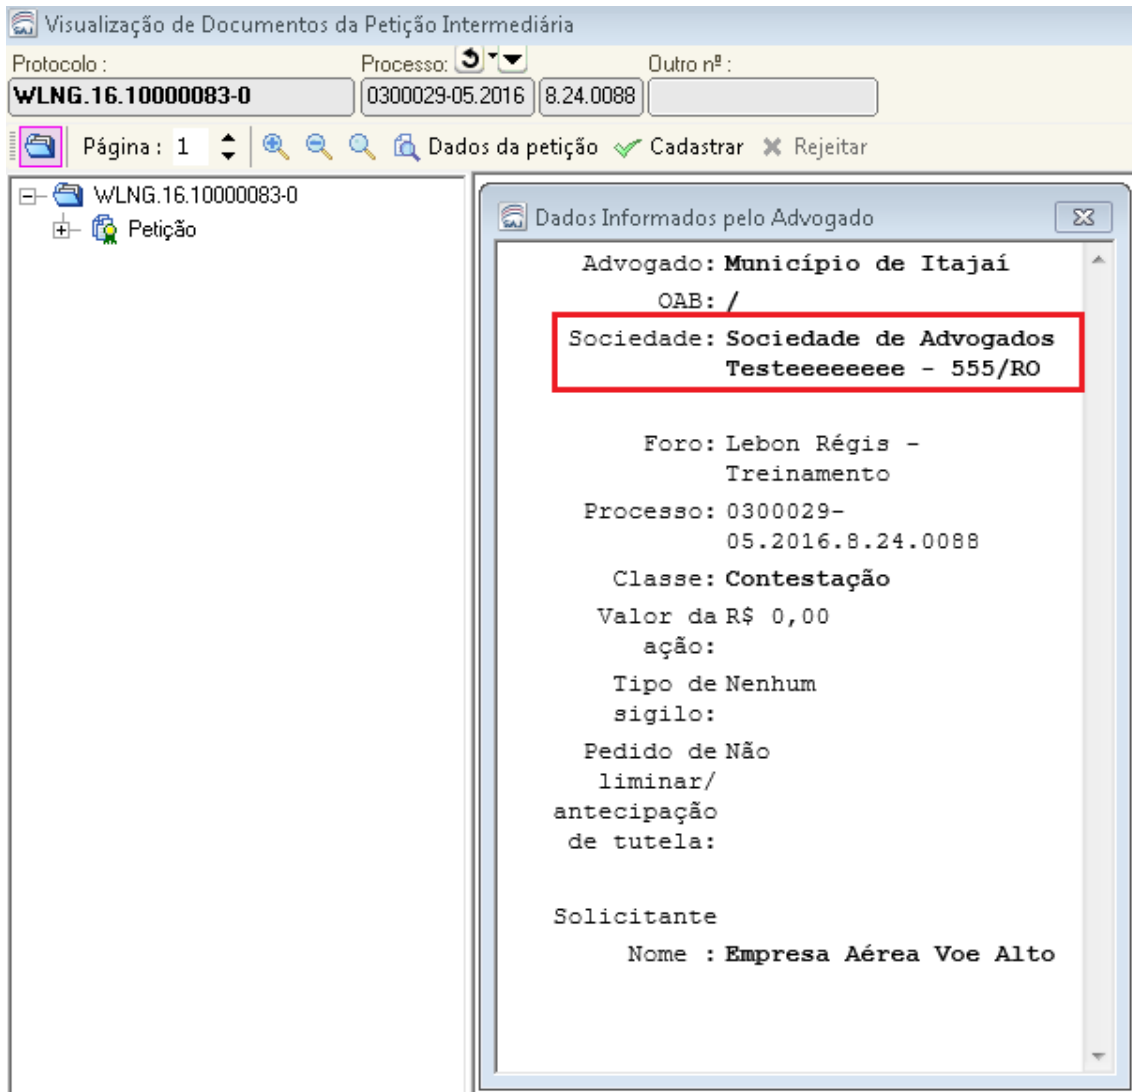 Visualização de Documentos da Petição Intermediária
Protocolo : Processo: Outro nº :
WLNG.16.10000083-0 0300029-05.2016 8.24.0088
Página : 1 Dados da petição Cadastrar Rejeitar
WLNG.16.10000083-0
Petição
Dados Informados pelo Advogado
Advogado: Município de Itajaí
OAB: /
Sociedade: Sociedade de Advogados
Testeeeeeeeee - 555/RO
Foro: Lebon Régis -
Treinamento
Processo: 0300029-
05.2016.8.24.0088
Classe: Contestação
Valor da R$ 0,00
ação:
Tipo de Nenhum
sigilo:
Pedido de Não
liminar/
antecipação
de tutela:
Solicitante
Nome : Empresa Aérea Voe Alto